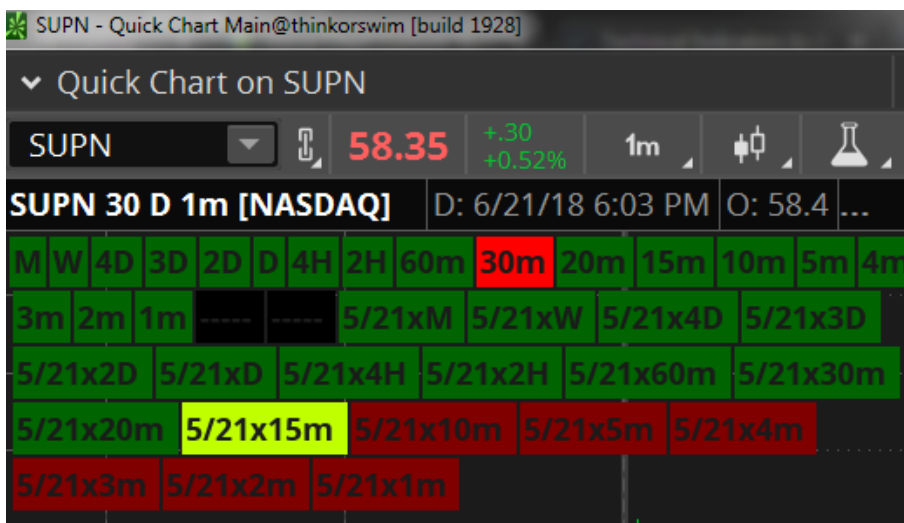 SUPN - Quick Chart Main@thinkorswim [build 1928]
Quick Chart on SUPN
SUPN 58.35 +.30 +0.52% 1m
SUPN 30 D 1m [NASDAQ] D: 6/21/18 6:03 PM O: 58.4 ...
M W 4D 3D 2D D 4H 2H 60m 30m 20m 15m 10m 5m 4m
3m 2m 1m ----- ----- 5/21xM 5/21xW 5/21x4D 5/21x3D
5/21x2D 5/21xD 5/21x4H 5/21x2H 5/21x60m 5/21x30m
5/21x20m 5/21x15m 5/21x10m 5/21x5m 5/21x4m
5/21x3m 5/21x2m 5/21x1m